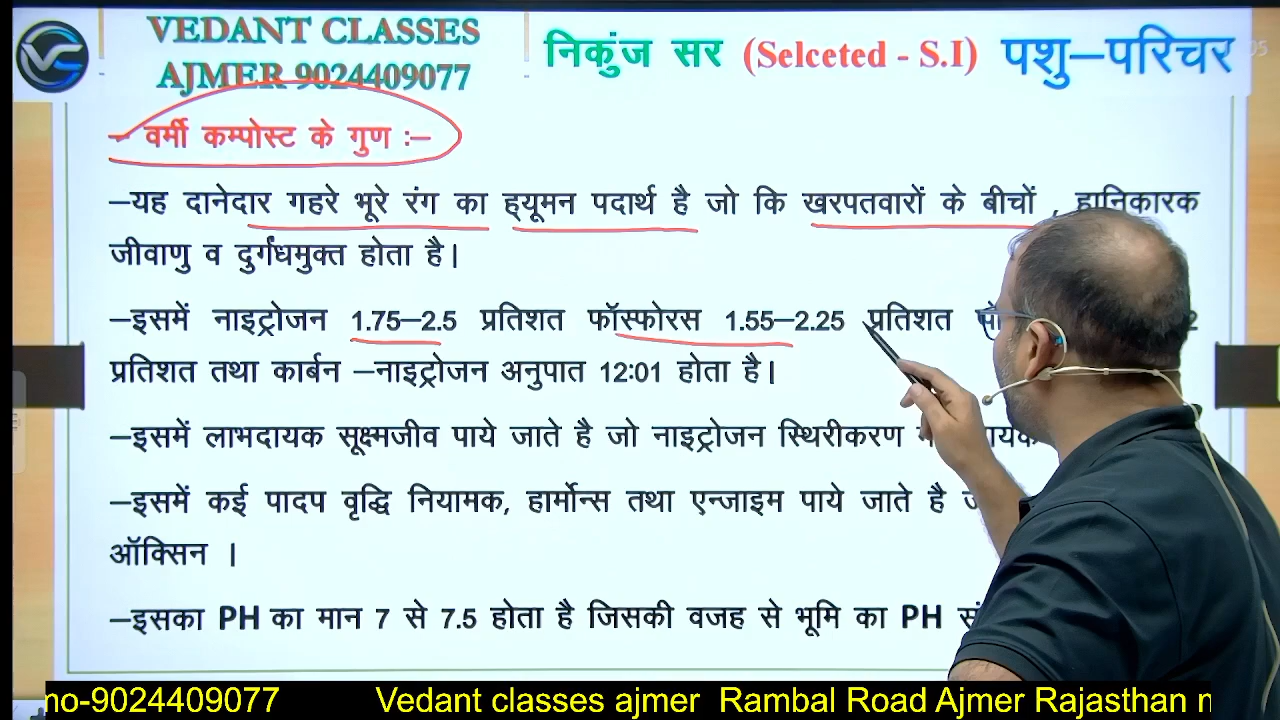 VEDANT CLASSES
AJMER 9024409077
निकुंज सर (Selceted - S.I) पशु–परिचर
– वर्मी कम्पोस्ट के गुण :–
–यह दानेदार गहरे भूरे रंग का ह्यूमन पदार्थ है जो कि खरपतवारों के बीचों , हानिकारक
जीवाणु व दुर्गंधमुक्त होता है।
–इसमें नाइट्रोजन 1.75–2.5 प्रतिशत फॉस्फोरस 1.55–2.25 प्रतिशत
प्रतिशत तथा कार्बन –नाइट्रोजन अनुपात 12:01 होता है।
–इसमें लाभदायक सूक्ष्मजीव पाये जाते है जो नाइट्रोजन स्थिरीकरण
–इसमें कई पादप वृद्धि नियामक, हार्मोन्स तथा एन्जाइम पाये जाते है
ऑक्सिन ।
–इसका PH का मान 7 से 7.5 होता है जिसकी वजह से भूमि का PH
no-9024409077 Vedant classes ajmer Rambal Road Ajmer Rajasthan